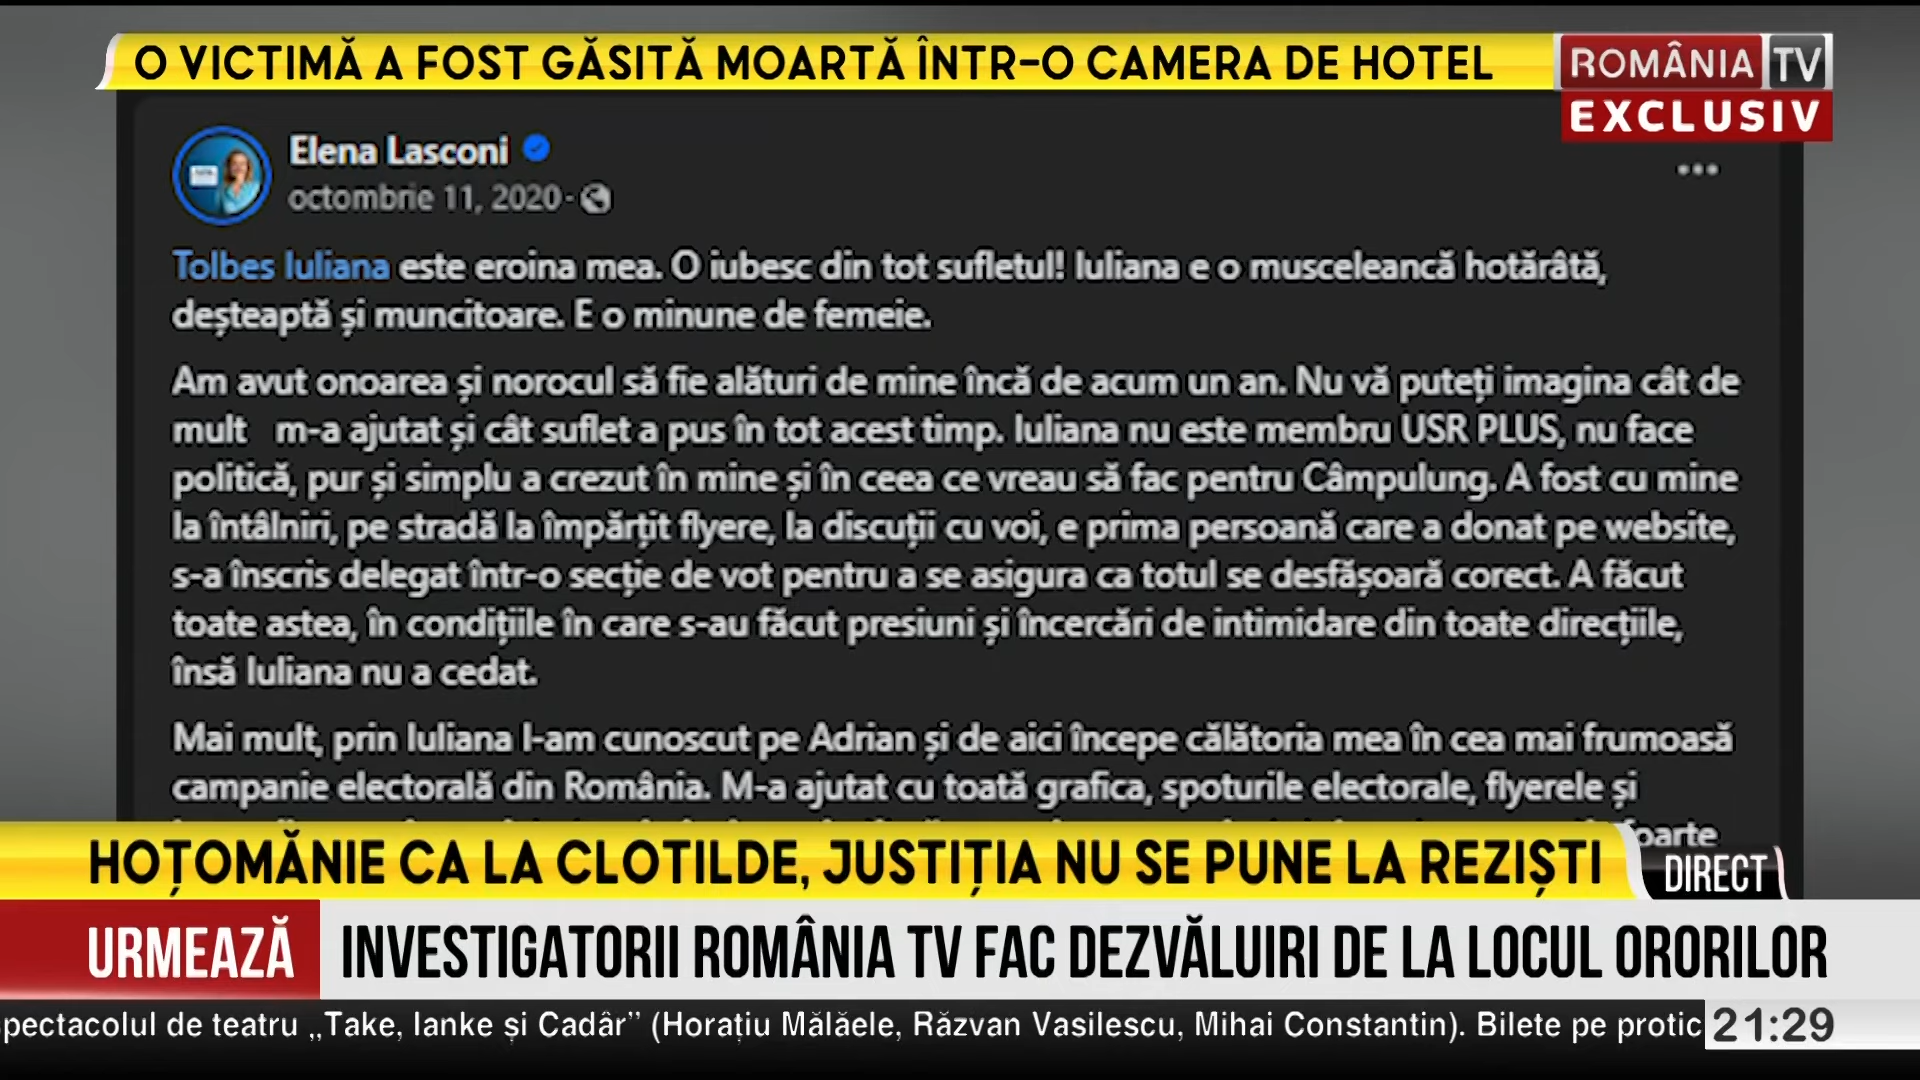 O VICTIMĂ A FOST GĂSITĂ MOARTĂ ÎNTR-O CAMERA DE HOTEL
ROMÂNIA TV
EXCLUSIV
Elena Lasconi
octombrie 11, 2020 ·
Tolbes Iuliana este eroina mea. O iubesc din tot sufletul! Iuliana e o musceleancă hotărâtă,
deșteaptă și muncitoare. E o minune de femeie.
Am avut onoarea și norocul să fie alături de mine încă de acum un an. Nu vă puteți imagina cât de
mult m-a ajutat și cât suflet a pus în tot acest timp. Iuliana nu este membru USR PLUS, nu face
politică, pur și simplu a crezut în mine și în ceea ce vreau să fac pentru Câmpulung. A fost cu mine
la întâlniri, pe stradă la împărțit flyere, la discuții cu voi, e prima persoană care a donat pe website,
s-a înscris delegat într-o secție de vot pentru a se asigura ca totul se desfășoară corect. A făcut
toate astea, în condițiile în care s-au făcut presiuni și încercări de intimidare din toate direcțiile,
însă Iuliana nu a cedat.
Mai mult, prin Iuliana l-am cunoscut pe Adrian și de aici începe călătoria mea în cea mai frumoasă
campanie electorală din România. M-a ajutat cu toată grafica, spoturile electorale, flyerele și
foarte
HOȚOMĂNIE CA LA CLOTILDE, JUSTIȚIA NU SE PUNE LA REZIȘTI
DIRECT
URMEAZĂ
INVESTIGATORII ROMÂNIA TV FAC DEZVĂLUIRI DE LA LOCUL ORORILOR
pectacolul de teatru „Take, Ianke și Cadâr” (Horațiu Mălăele, Răzvan Vasilescu, Mihai Constantin). Bilete pe protic
21:29